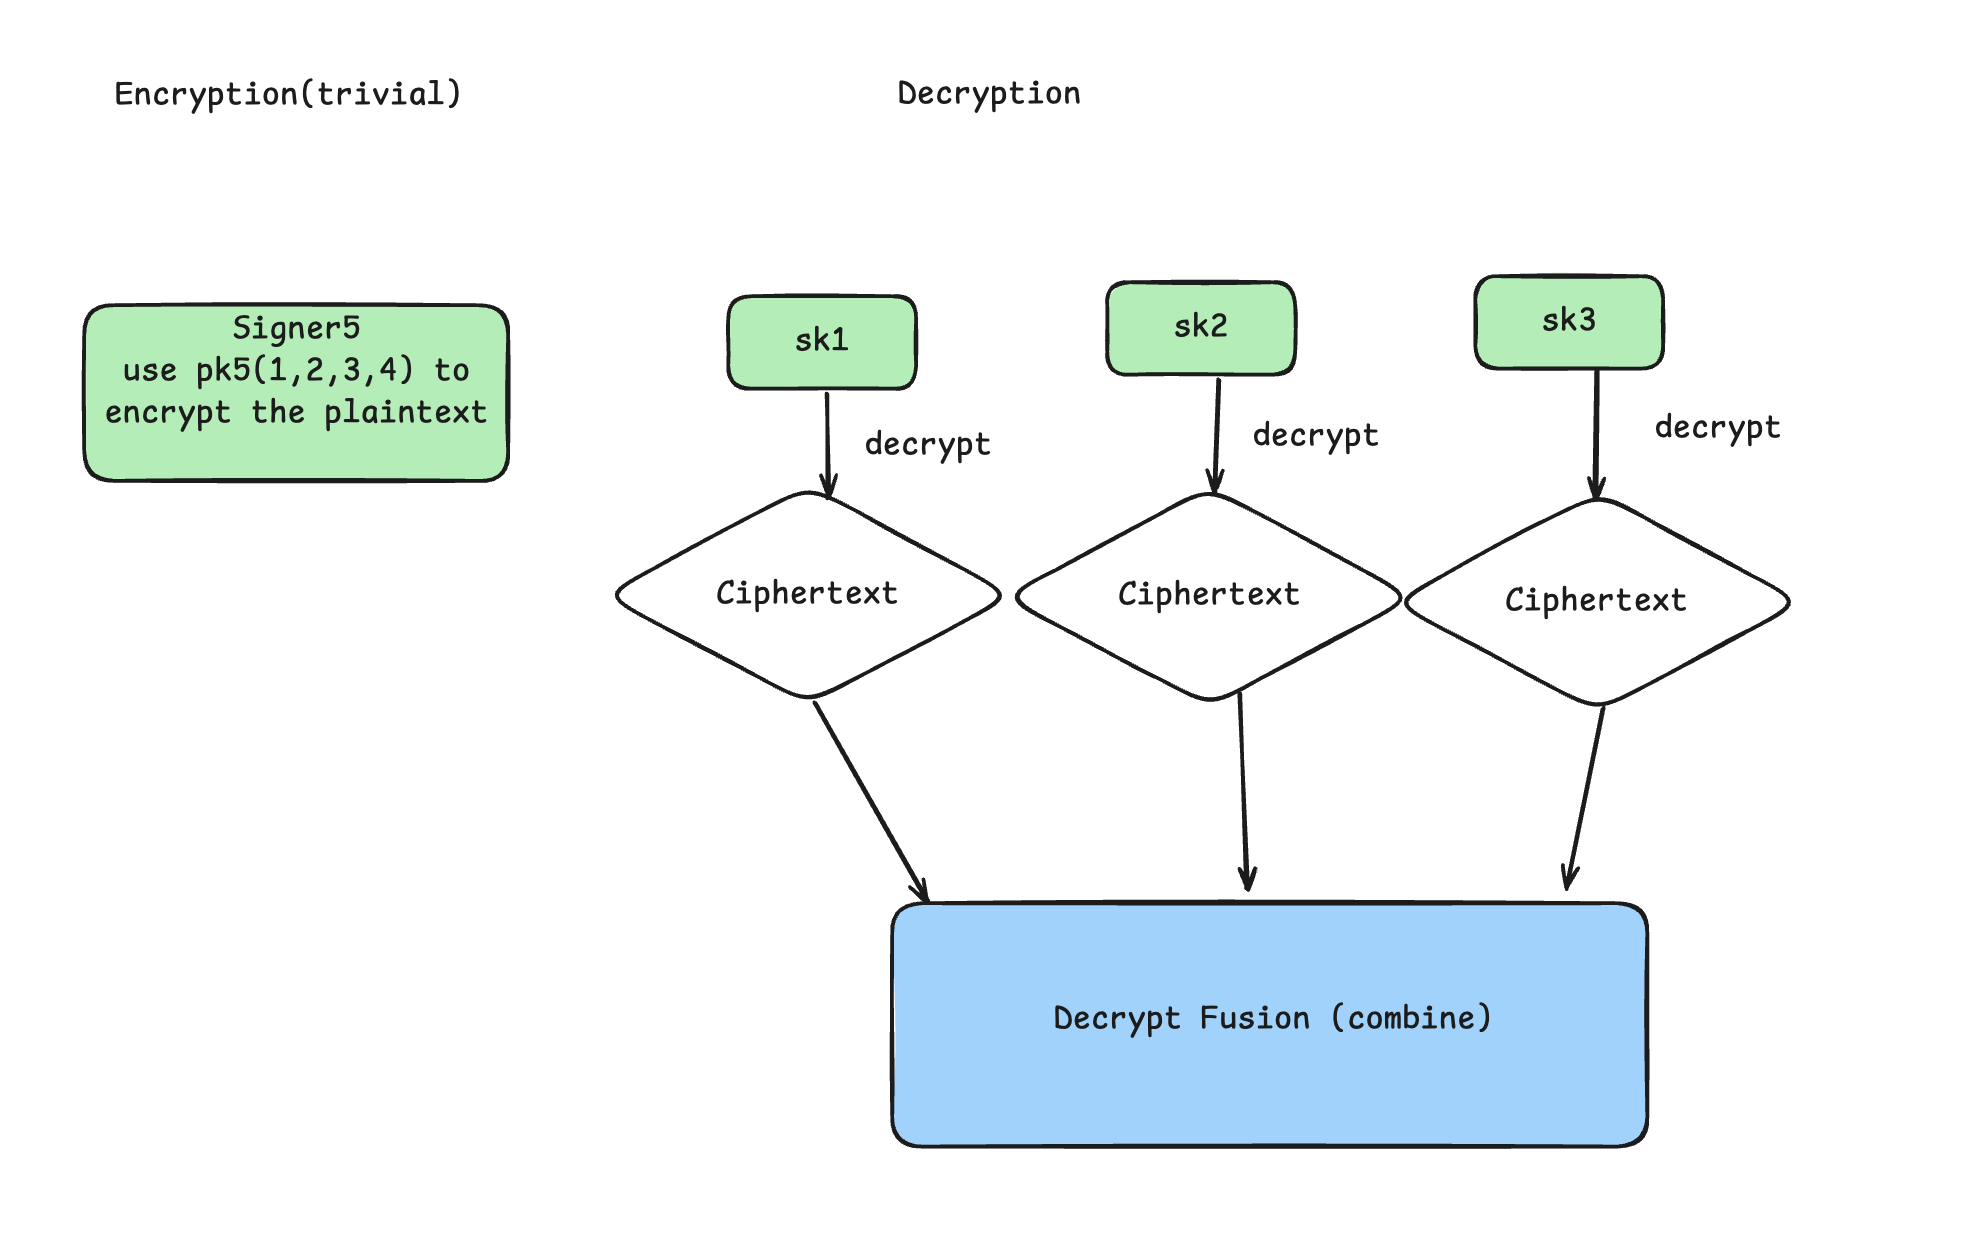 Encryption(trivial)
Decryption
Signer5
use pk5(1,2,3,4) to
encrypt the plaintext
sk1
sk2
sk3
decrypt
decrypt
decrypt
Ciphertext
Ciphertext
Ciphertext
Decrypt Fusion (combine)